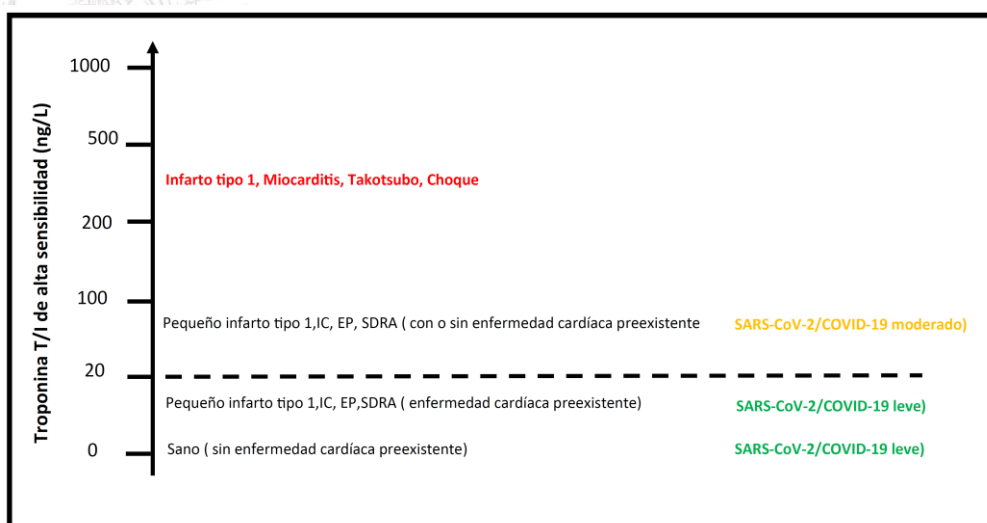 Troponina T/I de alta sensibilidad (ng/L)
1000
500
Infarto tipo 1, Miocarditis, Takotsubo, Choque
200
100
Pequeño infarto tipo 1,IC, EP, SDRA ( con o sin enfermedad cardíaca preexistente SARS-CoV-2/COVID-19 moderado)
20
Pequeño infarto tipo 1,IC, EP,SDRA ( enfermedad cardíaca preexistente) SARS-CoV-2/COVID-19 leve)
0 Sano ( sin enfermedad cardíaca preexistente) SARS-CoV-2/COVID-19 leve)